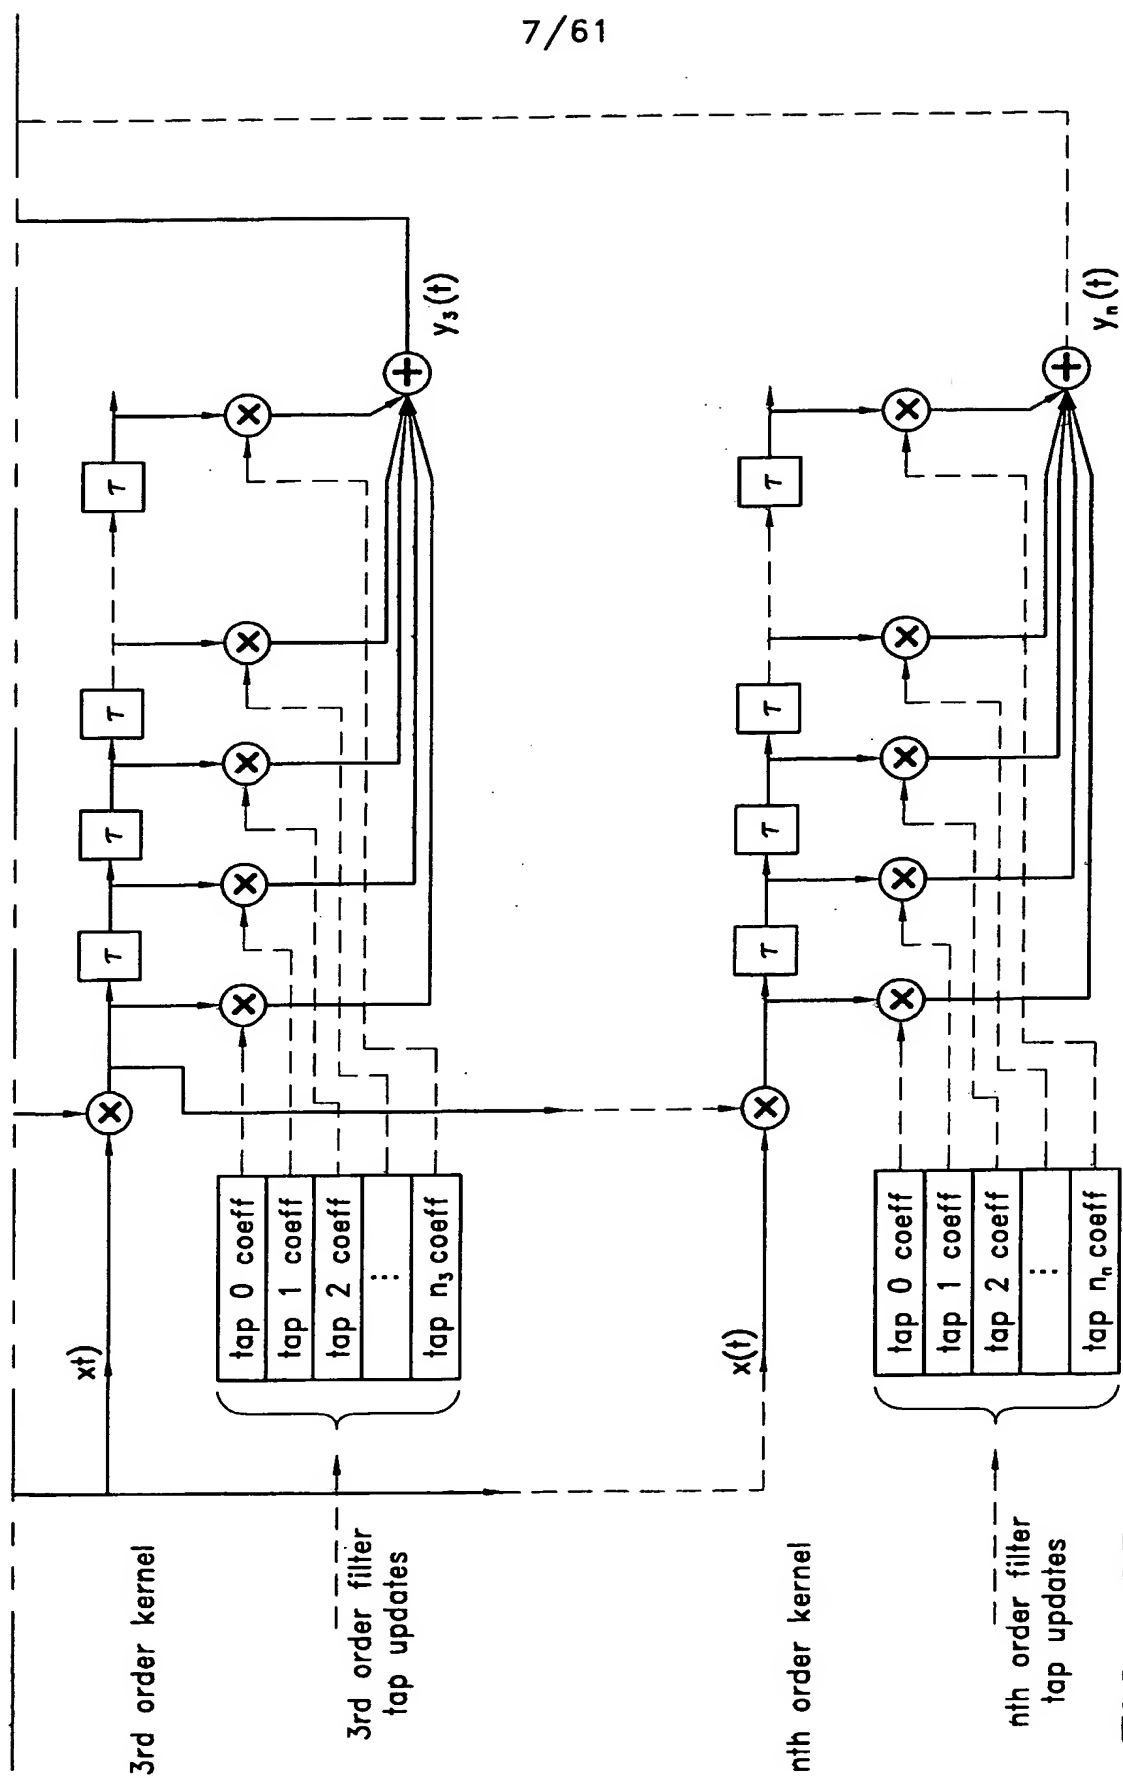 7/61
3rd order kernel
xt)
τ
τ
τ
τ
tap 0 coeff
tap 1 coeff
tap 2 coeff
...
tap n₃ coeff
3rd order filter
tap updates
y₃(t)
nth order kernel
x(t)
τ
τ
τ
τ
tap 0 coeff
tap 1 coeff
tap 2 coeff
...
tap nₙ coeff
nth order filter
tap updates
yₙ(t)